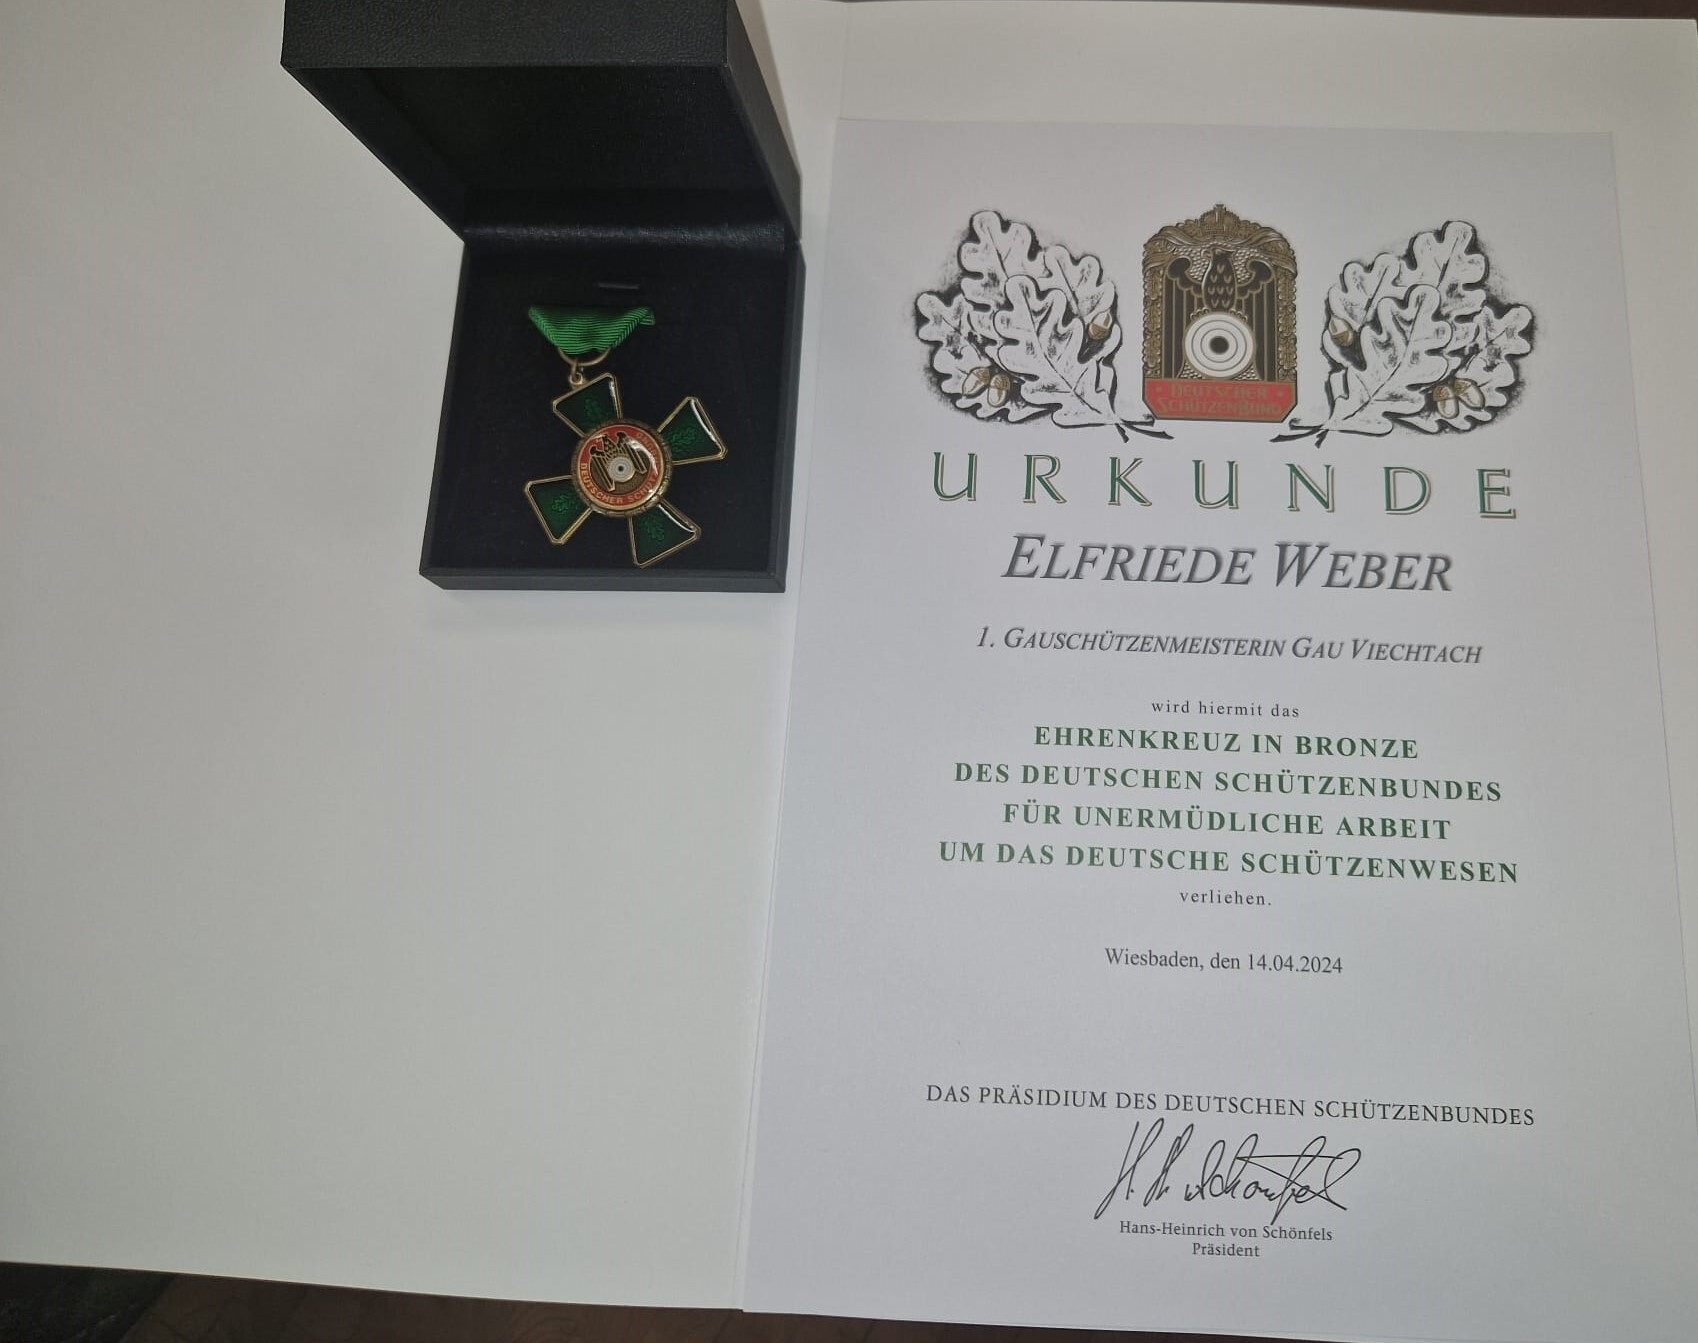 DEUTSCHER SCHÜTZ
DEUTSCHER
SCHÜTZENBUND
URKUNDE
ELFRIEDE WEBER
1. GAUSCHÜTZENMEISTERIN GAU VIECHTACH
wird hiermit das
EHRENKREUZ IN BRONZE
DES DEUTSCHEN SCHÜTZENBUNDES
FÜR UNERMÜDLICHE ARBEIT
UM DAS DEUTSCHE SCHÜTZENWESEN
verliehen.
Wiesbaden, den 14.04.2024
DAS PRÄSIDIUM DES DEUTSCHEN SCHÜTZENBUNDES
Hans-Heinrich von Schönfels
Präsident